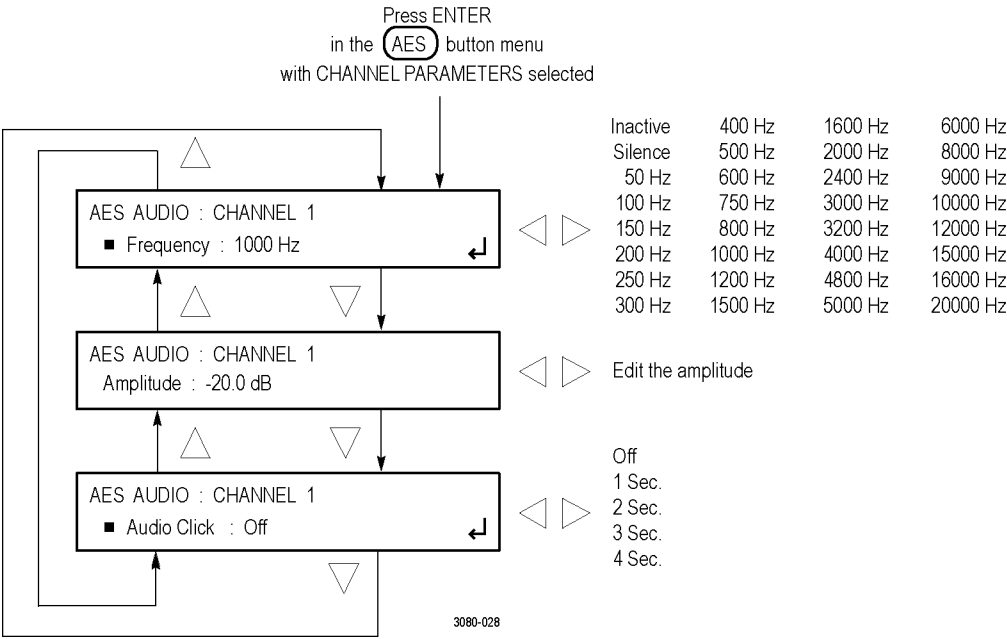 Press ENTER
in the AES button menu
with CHANNEL PARAMETERS selected
AES AUDIO : CHANNEL 1
■ Frequency : 1000 Hz ↵
Inactive 400 Hz 1600 Hz 6000 Hz
Silence 500 Hz 2000 Hz 8000 Hz
50 Hz 600 Hz 2400 Hz 9000 Hz
100 Hz 750 Hz 3000 Hz 10000 Hz
150 Hz 800 Hz 3200 Hz 12000 Hz
200 Hz 1000 Hz 4000 Hz 15000 Hz
250 Hz 1200 Hz 4800 Hz 16000 Hz
300 Hz 1500 Hz 5000 Hz 20000 Hz
AES AUDIO : CHANNEL 1
Amplitude : -20.0 dB
Edit the amplitude
AES AUDIO : CHANNEL 1
■ Audio Click : Off ↵
Off
1 Sec.
2 Sec.
3 Sec.
4 Sec.
3080-028